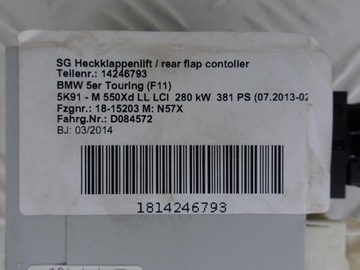 SG Heckklappenlift / rear flap contoller
Teilenr.: 14246793
BMW 5er Touring (F11)
5K91 - M 550Xd LL LCI 280 kW 381 PS (07.2013-02
Fzgnr.: 18-15203 M: N57X
Fahrg.Nr.: D084572
BJ: 03/2014
1814246793